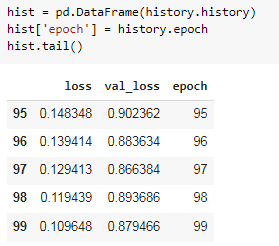 hist = pd.DataFrame(history.history)
hist['epoch'] = history.epoch
hist.tail()
loss val_loss epoch
95 0.148348 0.902362 95
96 0.139414 0.883634 96
97 0.129413 0.866384 97
98 0.119439 0.893686 98
99 0.109648 0.879466 99